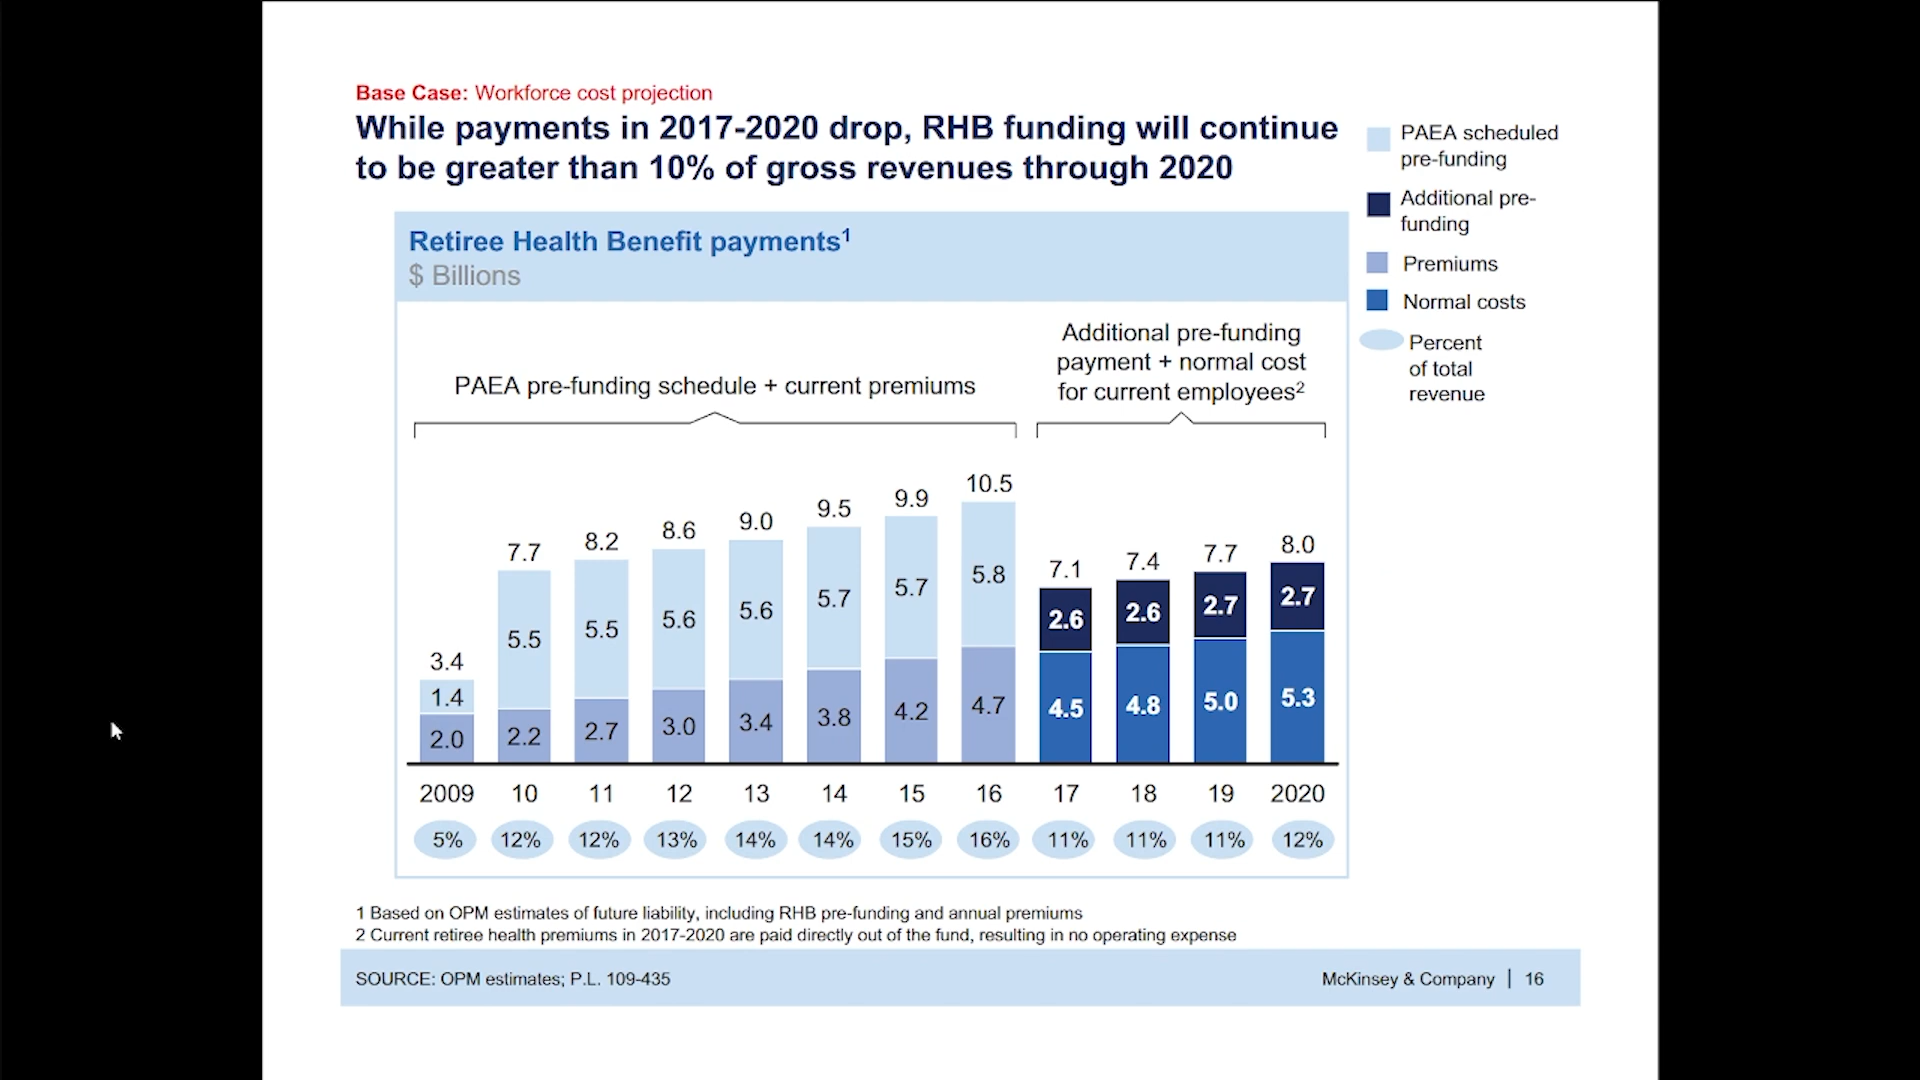 Base Case: Workforce cost projection
While payments in 2017-2020 drop, RHB funding will continue
to be greater than 10% of gross revenues through 2020
PAEA scheduled
pre-funding
Additional pre-
funding
Premiums
Normal costs
Percent
of total
revenue
Retiree Health Benefit payments¹
$ Billions
PAEA pre-funding schedule + current premiums
Additional pre-funding
payment + normal cost
for current employees²
3.4 7.7 8.2 8.6 9.0 9.5 9.9 10.5 7.1 7.4 7.7 8.0
1.4 5.5 5.5 5.6 5.6 5.7 5.7 5.8 2.6 2.6 2.7 2.7
2.0 2.2 2.7 3.0 3.4 3.8 4.2 4.7 4.5 4.8 5.0 5.3
2009 10 11 12 13 14 15 16 17 18 19 2020
5% 12% 12% 13% 14% 14% 15% 16% 11% 11% 11% 12%
1 Based on OPM estimates of future liability, including RHB pre-funding and annual premiums
2 Current retiree health premiums in 2017-2020 are paid directly out of the fund, resulting in no operating expense
SOURCE: OPM estimates; P.L. 109-435
McKinsey & Company | 16